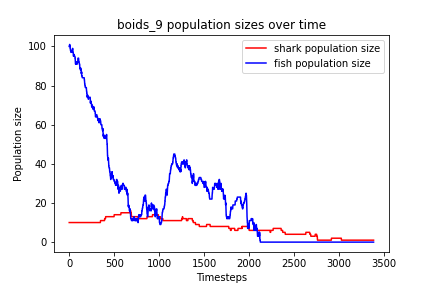 boids_9 population sizes over time
shark population size
fish population size
Population size
100
80
60
40
20
0
0 500 1000 1500 2000 2500 3000 3500
Timesteps